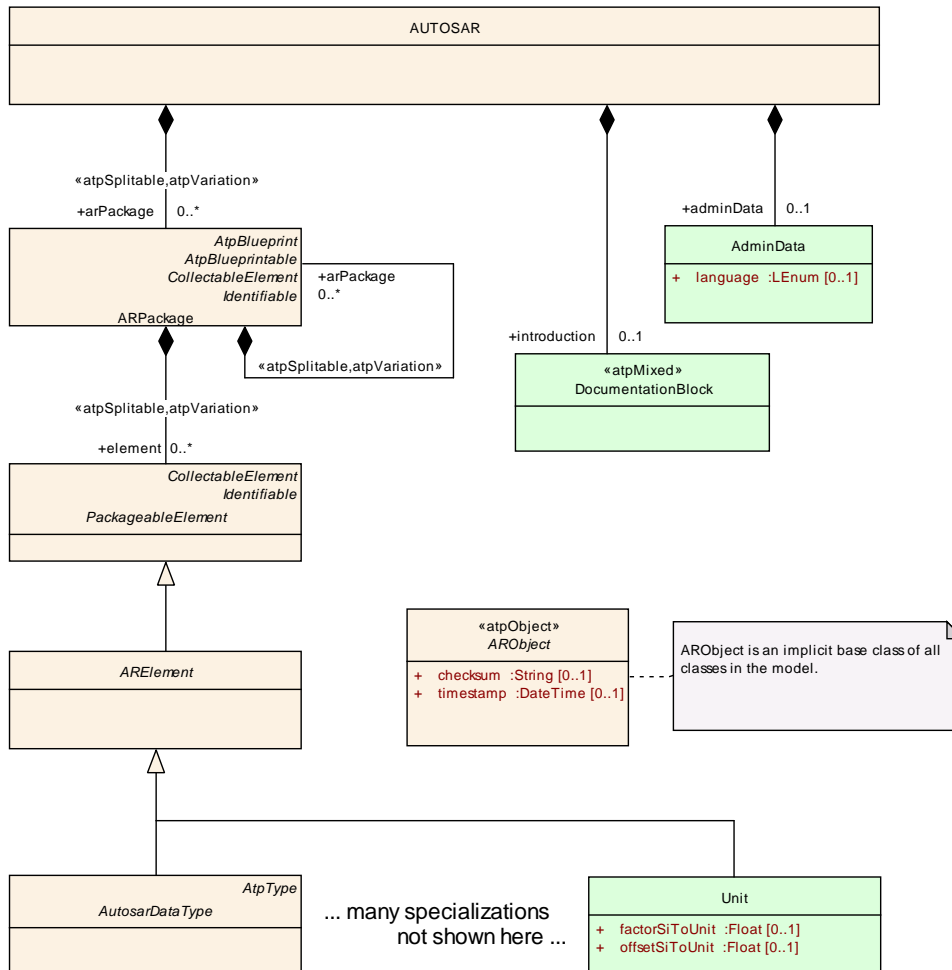 AUTOSAR
«atpSplitable,atpVariation»
+arPackage 0..*
+adminData 0..1
AtpBlueprint
AtpBlueprintable
CollectableElement
Identifiable
ARPackage
+arPackage
0..*
«atpSplitable,atpVariation»
AdminData
+ language :LEnum [0..1]
+introduction 0..1
«atpMixed»
DocumentationBlock
«atpSplitable,atpVariation»
+element 0..*
CollectableElement
Identifiable
PackageableElement
«atpObject»
ARObject
+ checksum :String [0..1]
+ timestamp :DateTime [0..1]
ARObject is an implicit base class of all
classes in the model.
ARElement
AtpType
AutosarDataType
... many specializations
not shown here ...
Unit
+ factorSiToUnit :Float [0..1]
+ offsetSiToUnit :Float [0..1]